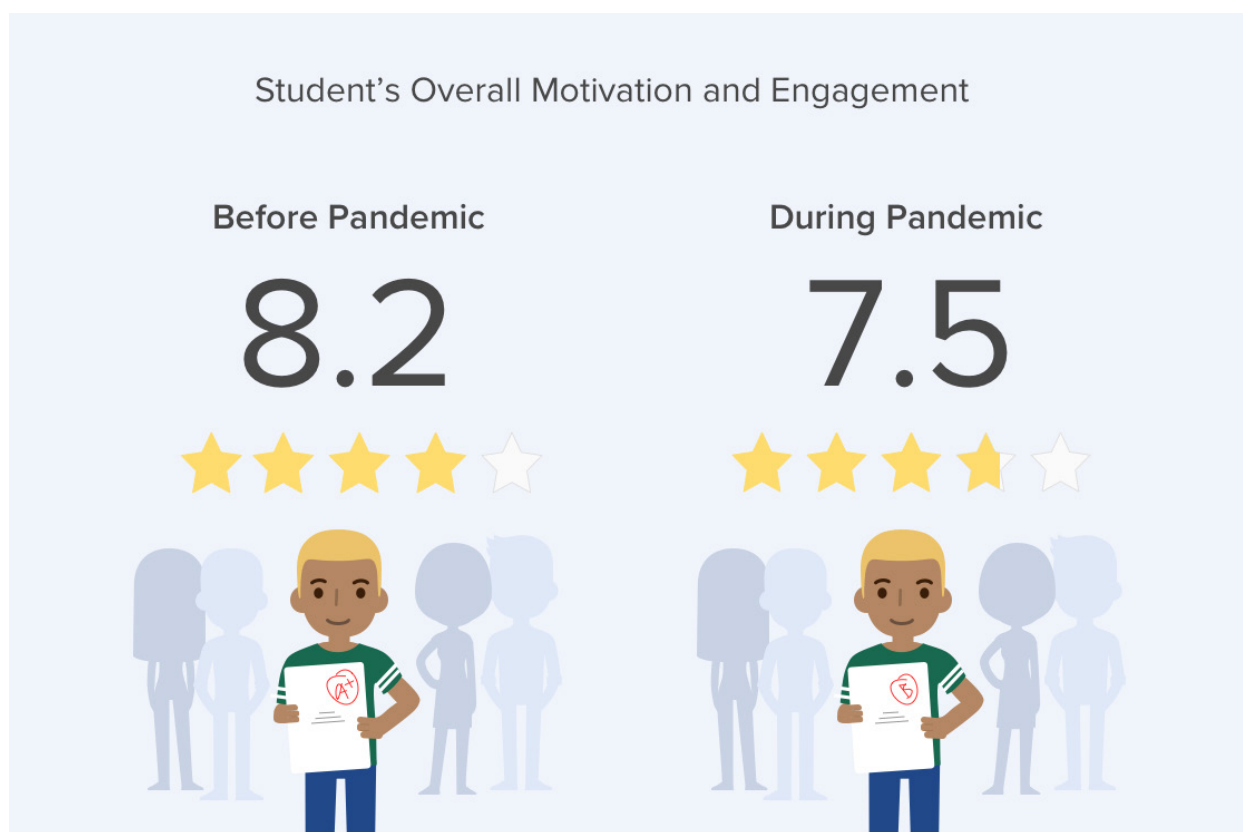 Student’s Overall Motivation and Engagement
Before Pandemic
During Pandemic
8.2
7.5
A+
B